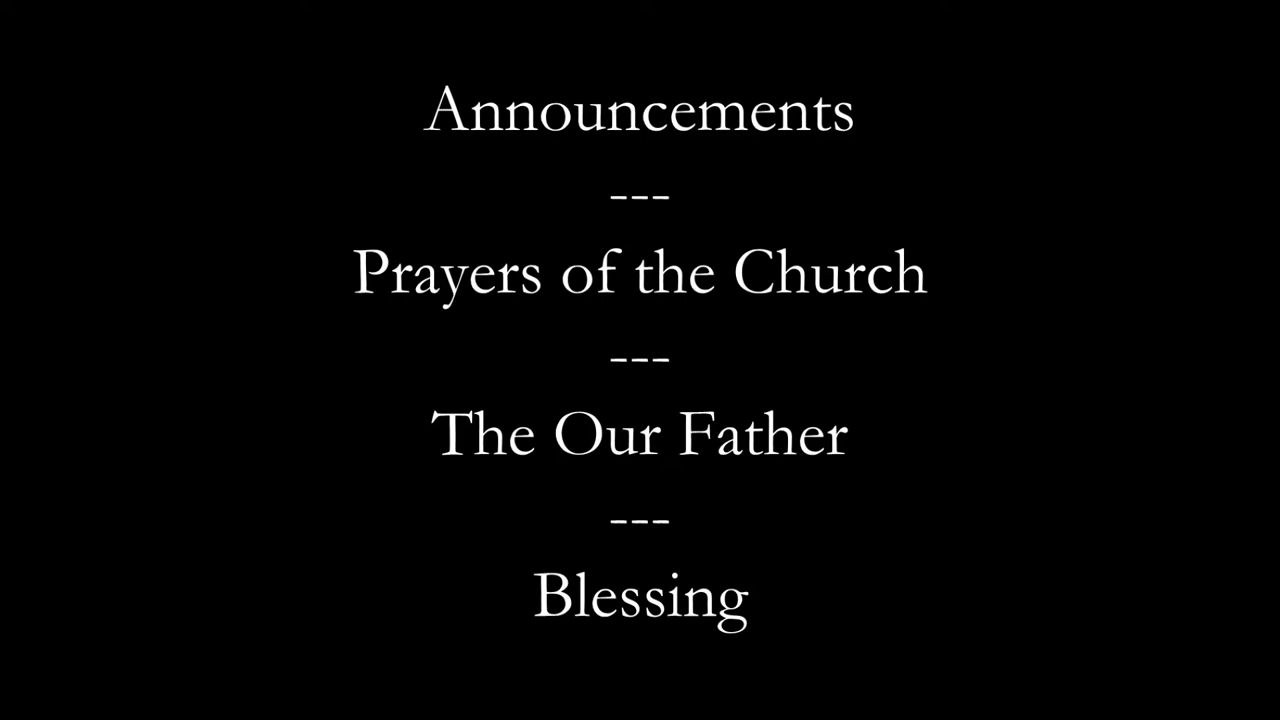 Announcements
---
Prayers of the Church
---
The Our Father
---
Blessing